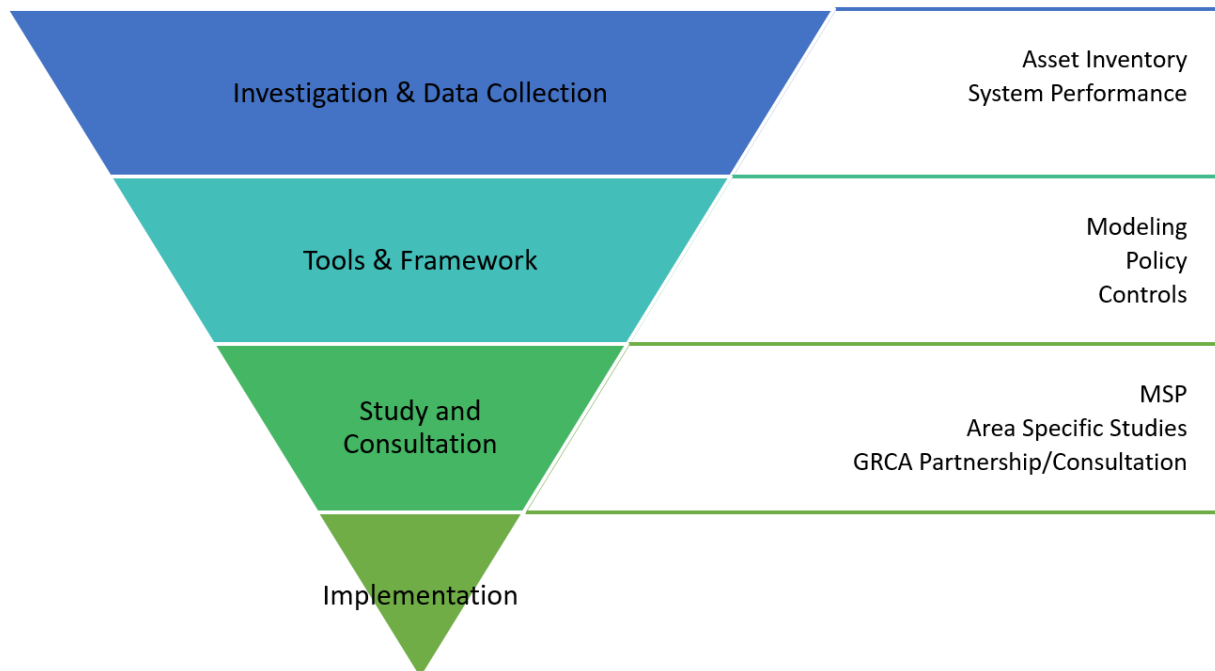 Investigation & Data Collection
Asset Inventory
System Performance
Tools & Framework
Modeling
Policy
Controls
Study and
Consultation
MSP
Area Specific Studies
GRCA Partnership/Consultation
Implementation